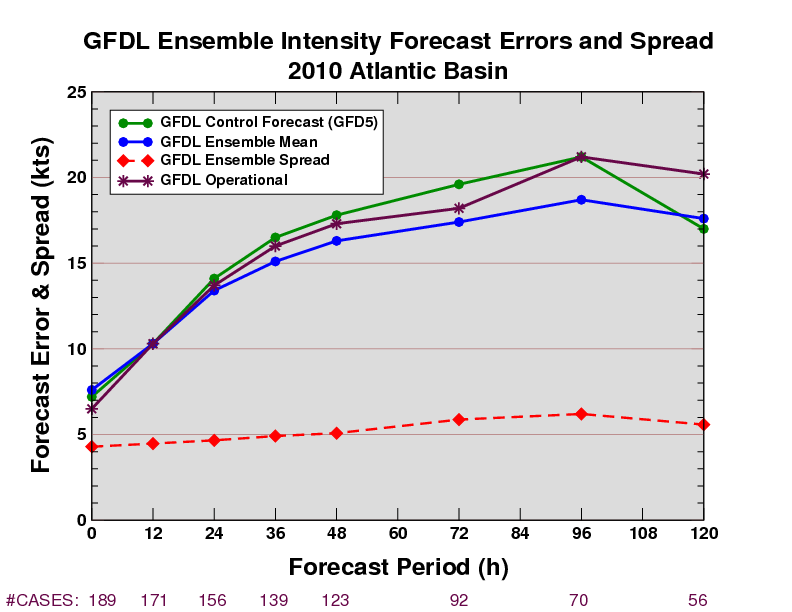 GFDL Ensemble Intensity Forecast Errors and Spread
2010 Atlantic Basin
GFDL Control Forecast (GFD5)
GFDL Ensemble Mean
GFDL Ensemble Spread
GFDL Operational
Forecast Error & Spread (kts)
25
20
15
10
5
0
0 12 24 36 48 60 72 84 96 108 120
Forecast Period (h)
#CASES: 189 171 156 139 123 92 70 56